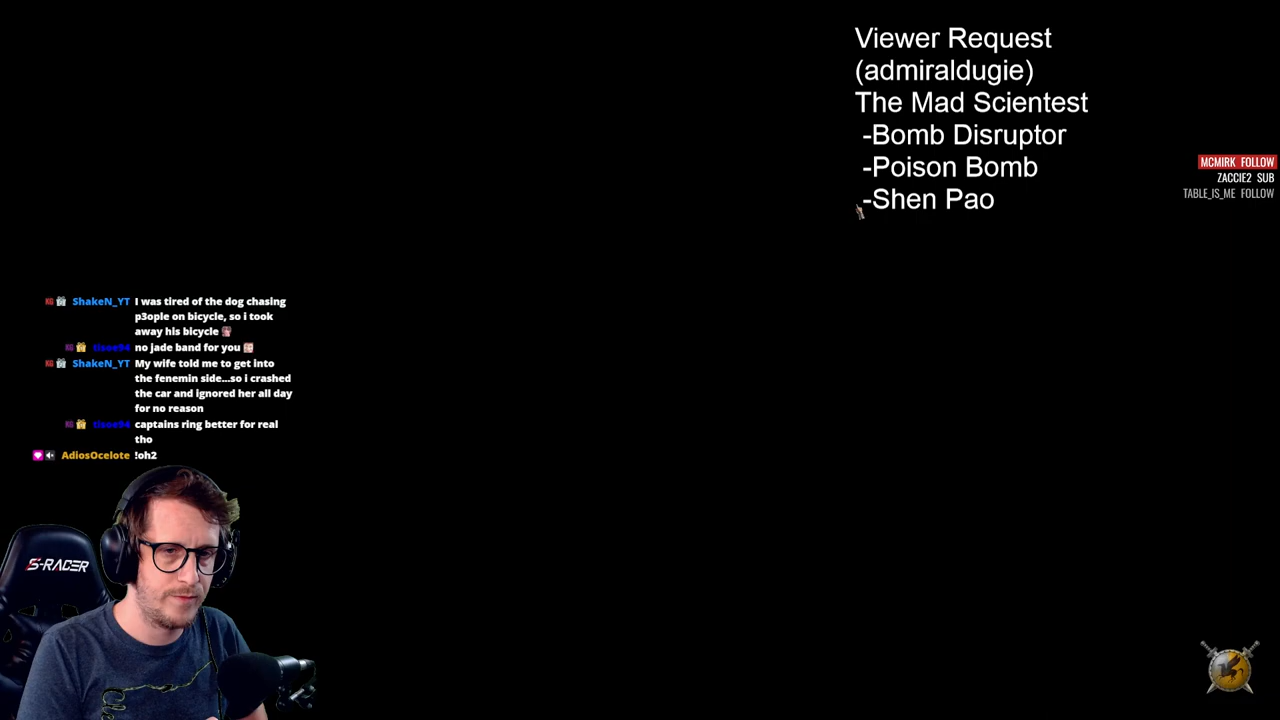 Viewer Request
(admiraldugie)
The Mad Scientest
-Bomb Disruptor
-Poison Bomb
-Shen Pao
MCMIRK FOLLOW
ZACCIE2 SUB
TABLE_IS_ME FOLLOW
ShakeN_YT I was tired of the dog chasing
p3ople on bicycle, so i took
away his bicycle
no jade band for you
ShakeN_YT My wife told me to get into
the fenemin side...so i crashed
the car and ignored her all day
for no reason
captains ring better for real
tho
AdiosOcelote !oh2
S-RACER